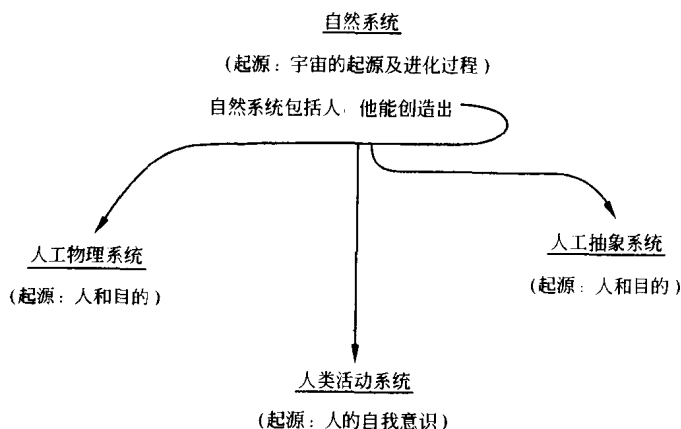 自然系统
(起源：宇宙的起源及进化过程)
自然系统包括人，他能创造出
人工物理系统
(起源：人和目的)
人工抽象系统
(起源：人和目的)
人类活动系统
(起源：人的自我意识)